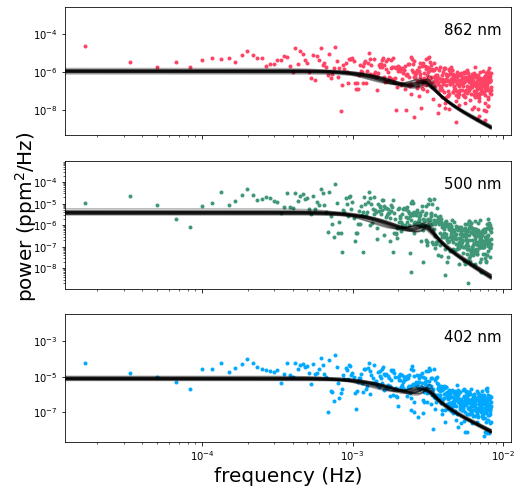 862 nm
10⁻⁴
10⁻⁶
10⁻⁸
500 nm
10⁻⁴
10⁻⁵
10⁻⁶
10⁻⁷
10⁻⁸
power (ppm²/Hz)
402 nm
10⁻³
10⁻⁵
10⁻⁷
10⁻⁴ 10⁻³ 10⁻²
frequency (Hz)